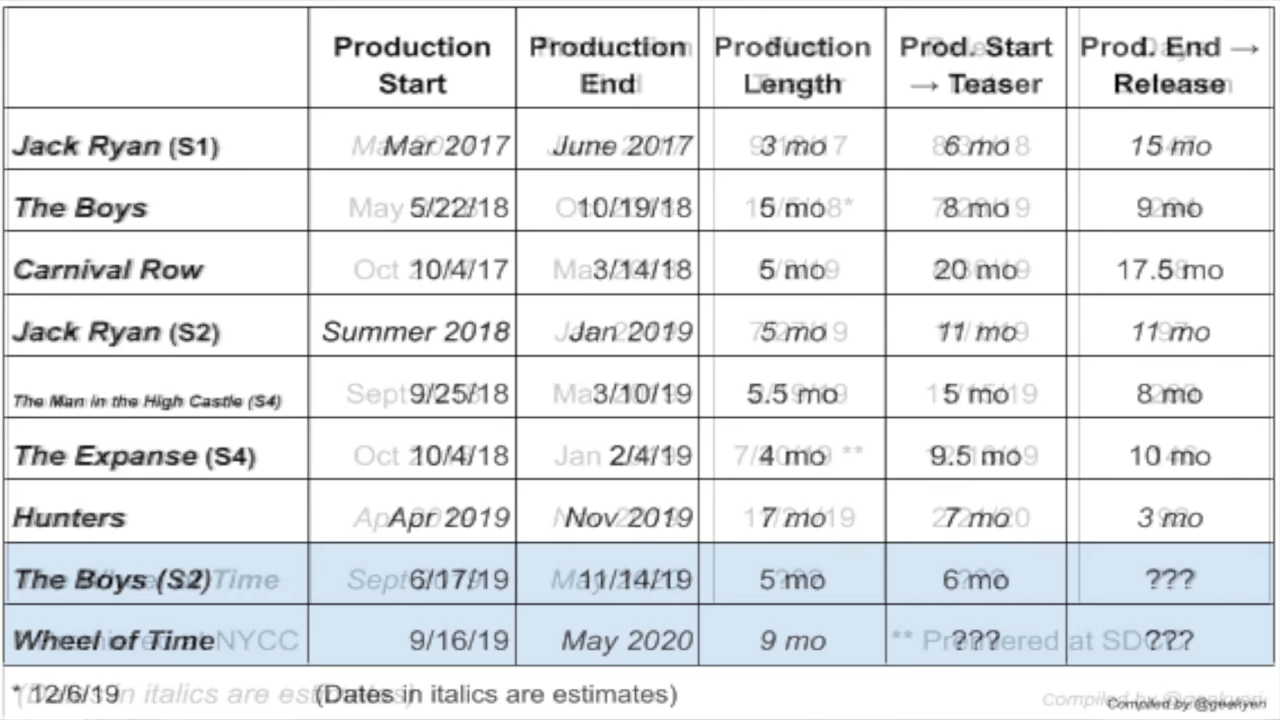 Production Start Production End Production Length Prod. Start → Teaser Prod. End → Release
Jack Ryan (S1) Mar 2017 June 2017 3 mo 6 mo 15 mo
The Boys 5/22/18 10/19/18 5 mo 8 mo 9 mo
Carnival Row 10/4/17 3/14/18 5 mo 20 mo 17.5 mo
Jack Ryan (S2) Summer 2018 Jan 2019 5 mo 11 mo 11 mo
The Man in the High Castle (S4) 9/25/18 3/10/19 5.5 mo 5 mo 8 mo
The Expanse (S4) 10/4/18 2/4/19 4 mo 9.5 mo 10 mo
Hunters Apr 2019 Nov 2019 7 mo 7 mo 3 mo
The Boys (S2) 6/17/19 11/14/19 5 mo 6 mo ???
Wheel of Time 9/16/19 May 2020 9 mo ??? ???
* 12/6/19 (Dates in italics are estimates) Compiled by @geekyeri